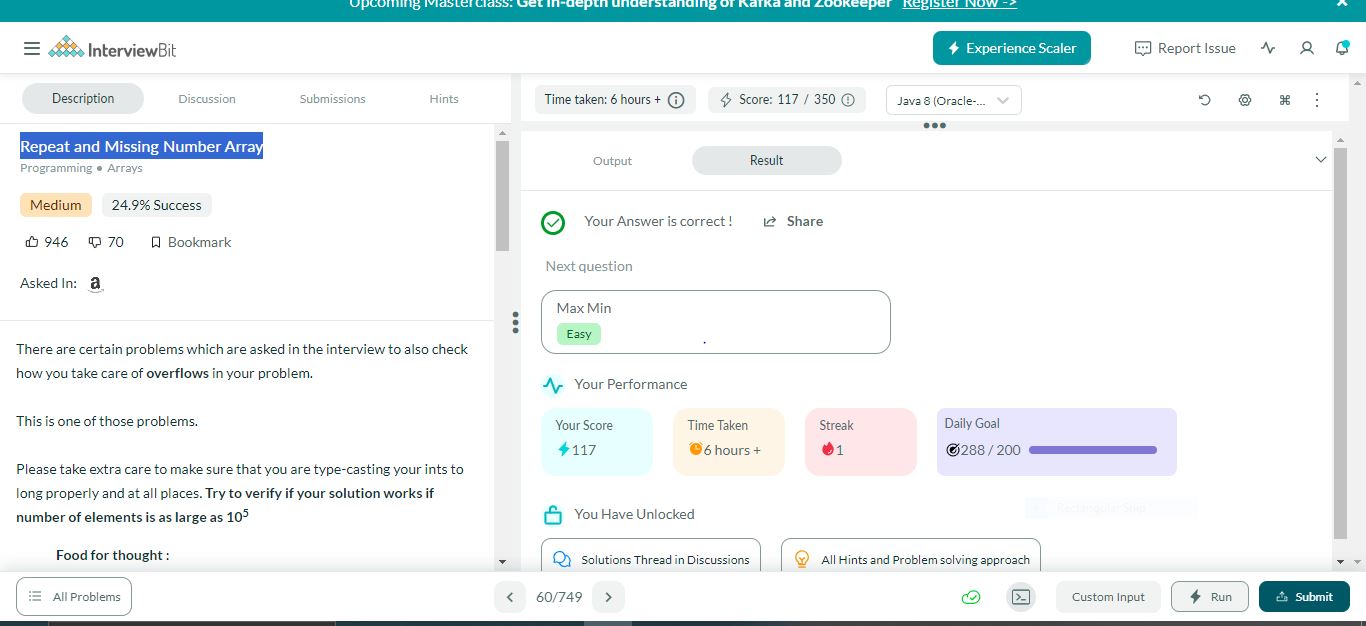 Upcoming Masterclass: Get in-depth understanding of Kafka and Zookeeper Register Now ->
InterviewBit
Experience Scaler
Report Issue
Description
Discussion
Submissions
Hints
Time taken: 6 hours +
Score: 117 / 350
Java 8 (Oracle-...
Repeat and Missing Number Array
Programming • Arrays
Medium
24.9% Success
946
70
Bookmark
Asked In:
There are certain problems which are asked in the interview to also check
how you take care of overflows in your problem.
This is one of those problems.
Please take extra care to make sure that you are type-casting your ints to
long properly and at all places. Try to verify if your solution works if
number of elements is as large as 10⁵
Food for thought :
Output
Result
Your Answer is correct !
Share
Next question
Max Min
Easy
Your Performance
Your Score
117
Time Taken
6 hours +
Streak
1
Daily Goal
288 / 200
Rectangular Snip
You Have Unlocked
Solutions Thread in Discussions
All Hints and Problem solving approach
All Problems
60/749
Custom Input
Run
Submit